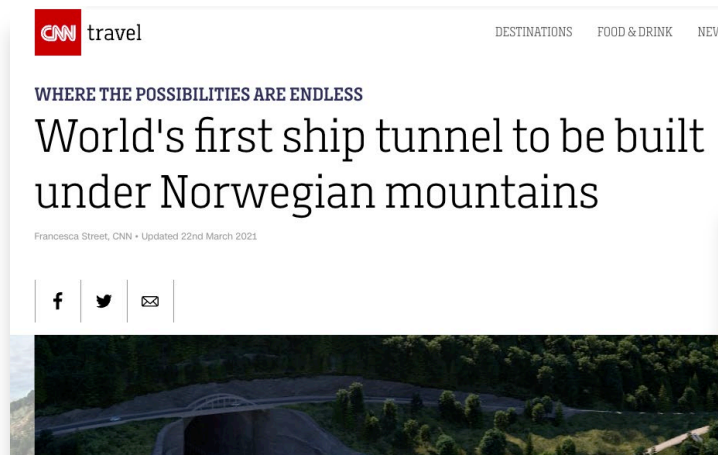 CNN travel
DESTINATIONS FOOD & DRINK
WHERE THE POSSIBILITIES ARE ENDLESS
World's first ship tunnel to be built
under Norwegian mountains
Francesca Street, CNN • Updated 22nd March 2021